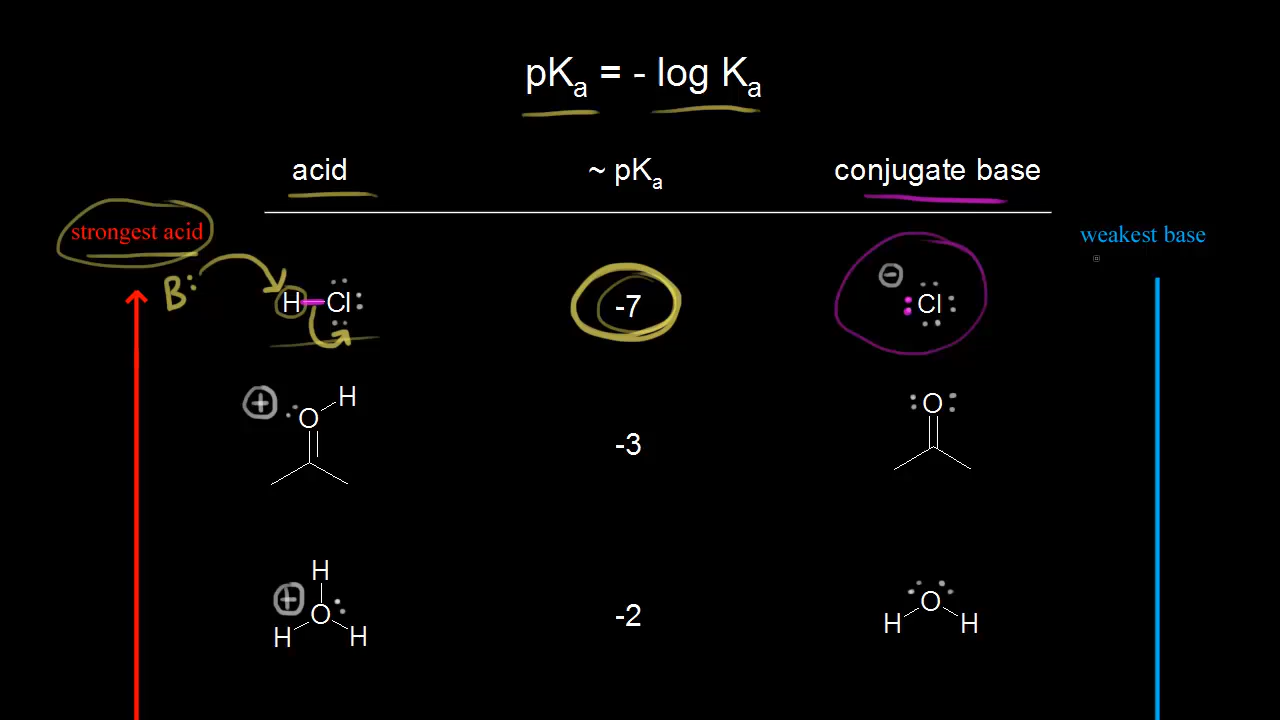 pKₐ = - log Kₐ
acid ~ pKₐ conjugate base
strongest acid weakest base
B:
H Cl -7 ⊖ Cl
⊕ O H -3 O
H
⊕ O -2 O
H H H H